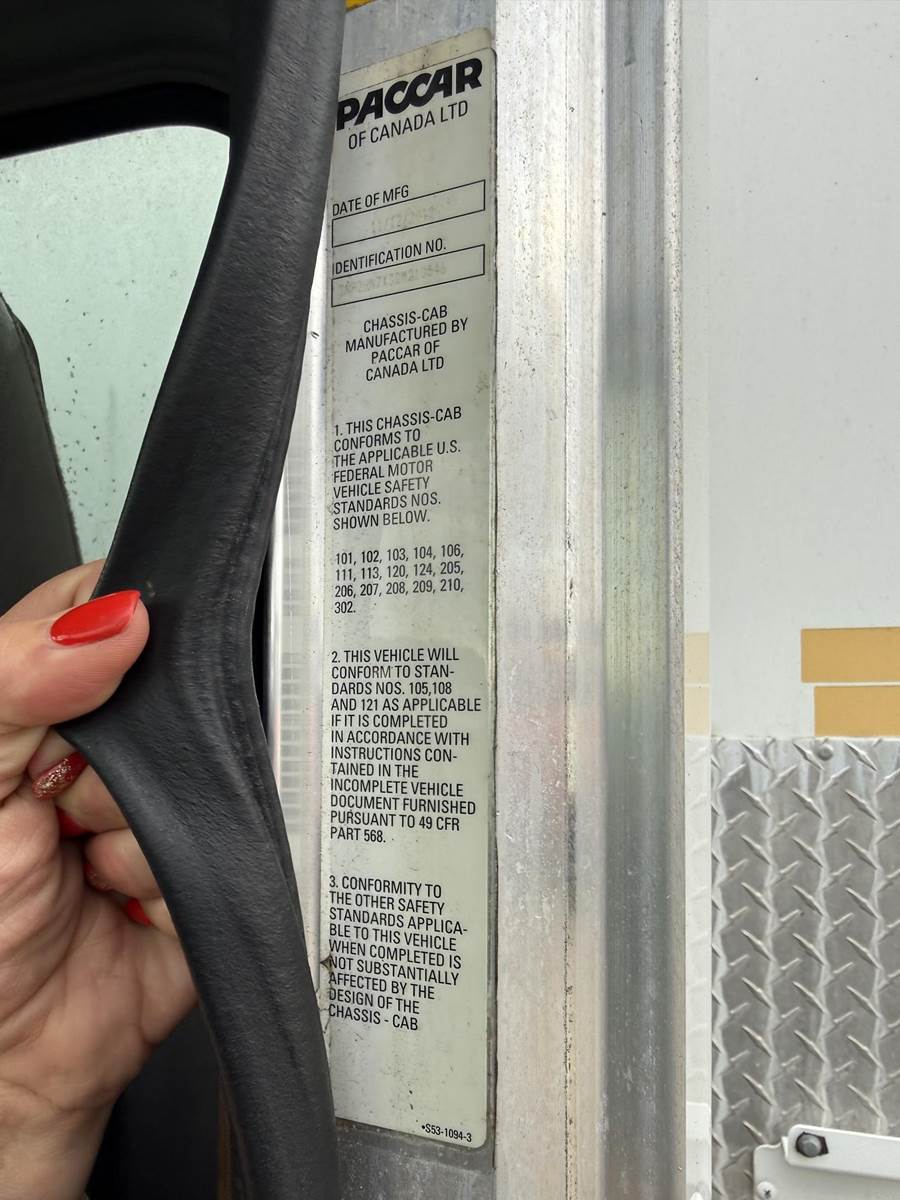 PACCAR
OF CANADA LTD
DATE OF MFG
IDENTIFICATION NO.
CHASSIS-CAB
MANUFACTURED BY
PACCAR OF
CANADA LTD
1. THIS CHASSIS-CAB
CONFORMS TO
THE APPLICABLE U.S.
FEDERAL MOTOR
VEHICLE SAFETY
STANDARDS NOS.
SHOWN BELOW.
101, 102, 103, 104, 106,
111, 113, 120, 124, 205,
206, 207, 208, 209, 210,
302.
2. THIS VEHICLE WILL
CONFORM TO STAN-
DARDS NOS. 105,108
AND 121 AS APPLICABLE
IF IT IS COMPLETED
IN ACCORDANCE WITH
INSTRUCTIONS CON-
TAINED IN THE
INCOMPLETE VEHICLE
DOCUMENT FURNISHED
PURSUANT TO 49 CFR
PART 568.
3. CONFORMITY TO
THE OTHER SAFETY
STANDARDS APPLICA-
BLE TO THIS VEHICLE
WHEN COMPLETED IS
NOT SUBSTANTIALLY
AFFECTED BY THE
DESIGN OF THE
CHASSIS - CAB
•S53-1094-3